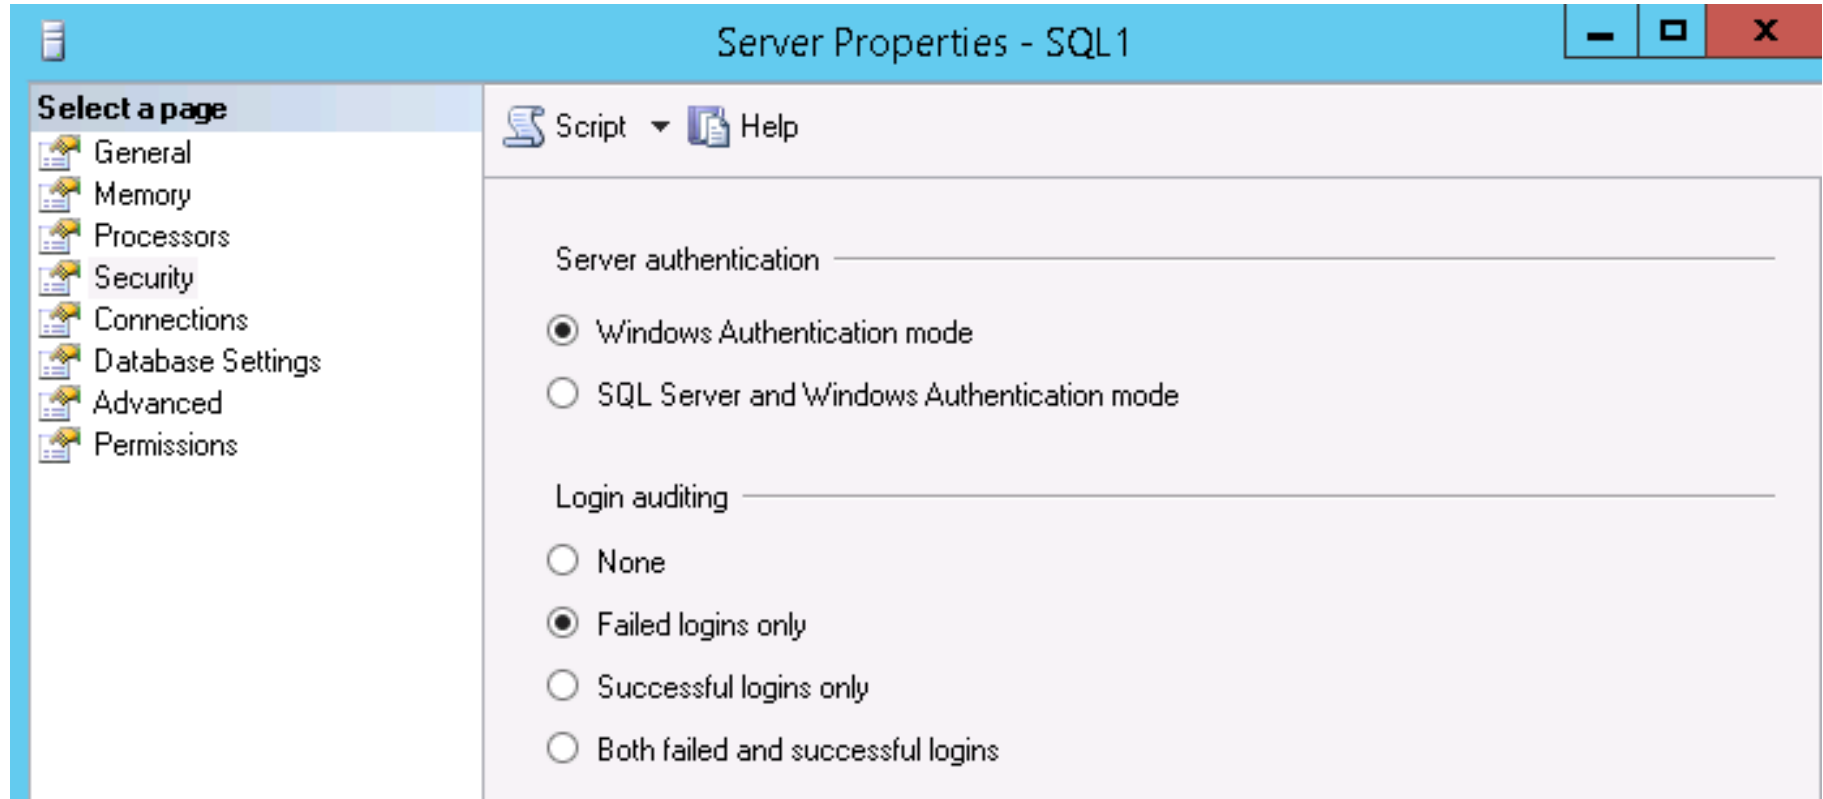 Server Properties - SQL1
Select a page
General
Memory
Processors
Security
Connections
Database Settings
Advanced
Permissions
Script
Help
Server authentication
Windows Authentication mode
SQL Server and Windows Authentication mode
Login auditing
None
Failed logins only
Successful logins only
Both failed and successful logins